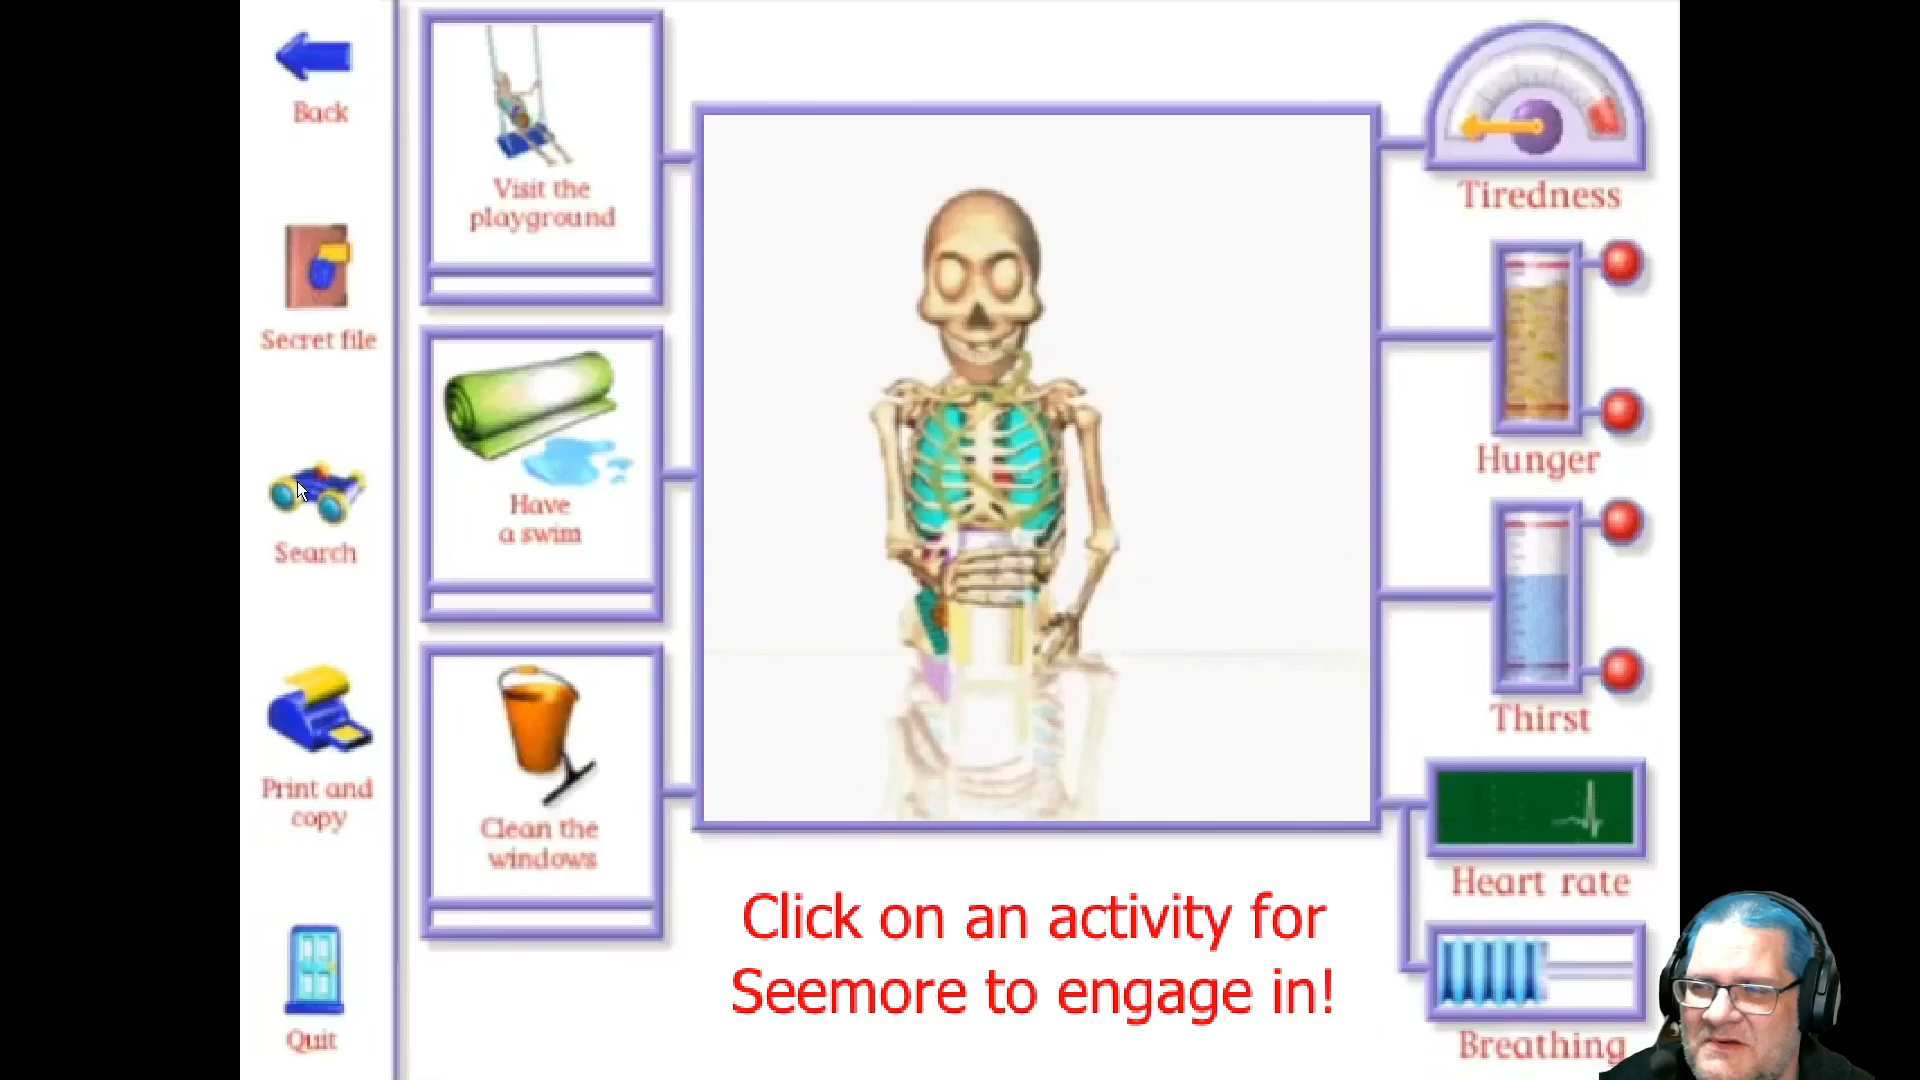 Back
Secret file
Search
Print and
copy
Quit
Visit the
playground
Have
a swim
Clean the
windows
Click on an activity for
Seemore to engage in!
Tiredness
Hunger
Thirst
Heart rate
Breathing